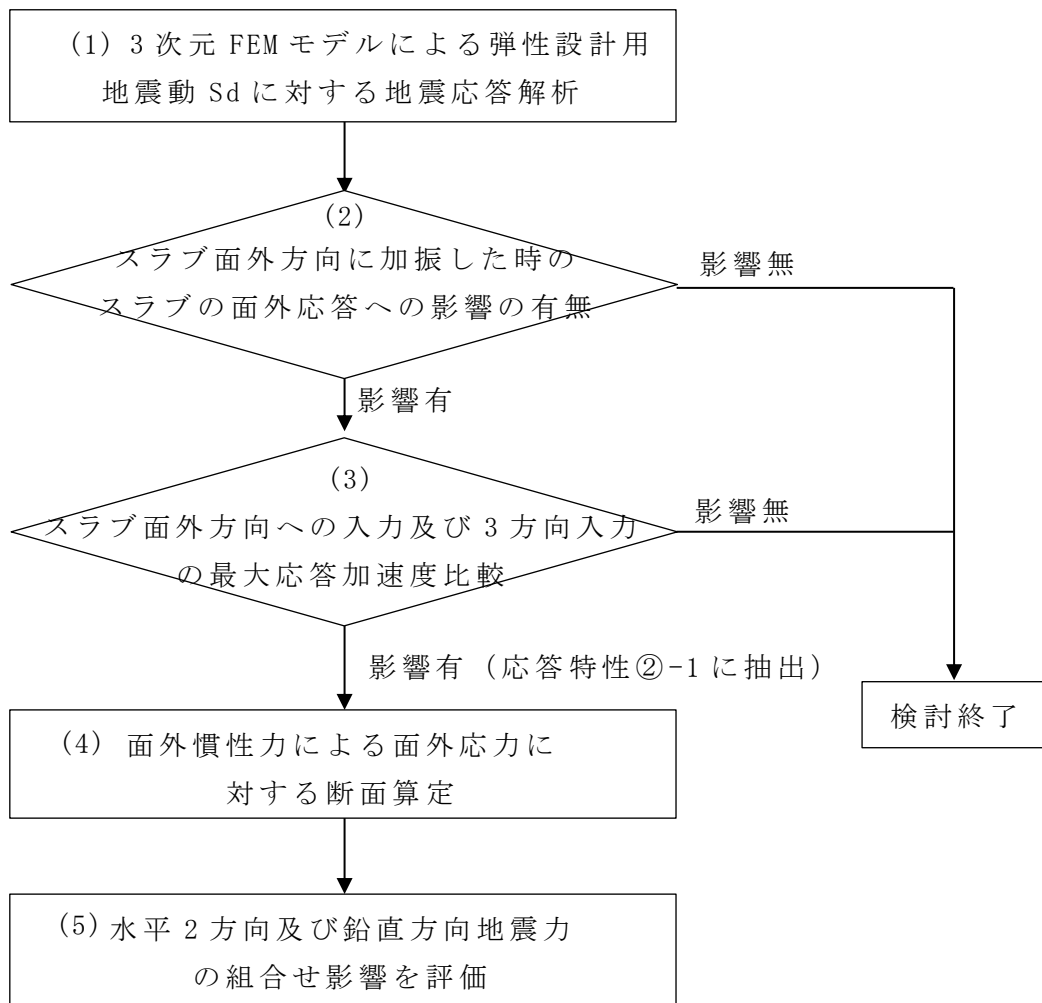 (1) 3次元FEMモデルによる弾性設計用
地震動Sdに対する地震応答解析
(2)
スラブ面外方向に加振した時の
スラブの面外応答への影響の有無
影響無
影響有
(3)
スラブ面外方向への入力及び3方向入力
の最大応答加速度比較
影響無
影響有（応答特性②-1に抽出）
検討終了
(4) 面外慣性力による面外応力に
対する断面算定
(5)水平2方向及び鉛直方向地震力
の組合せ影響を評価